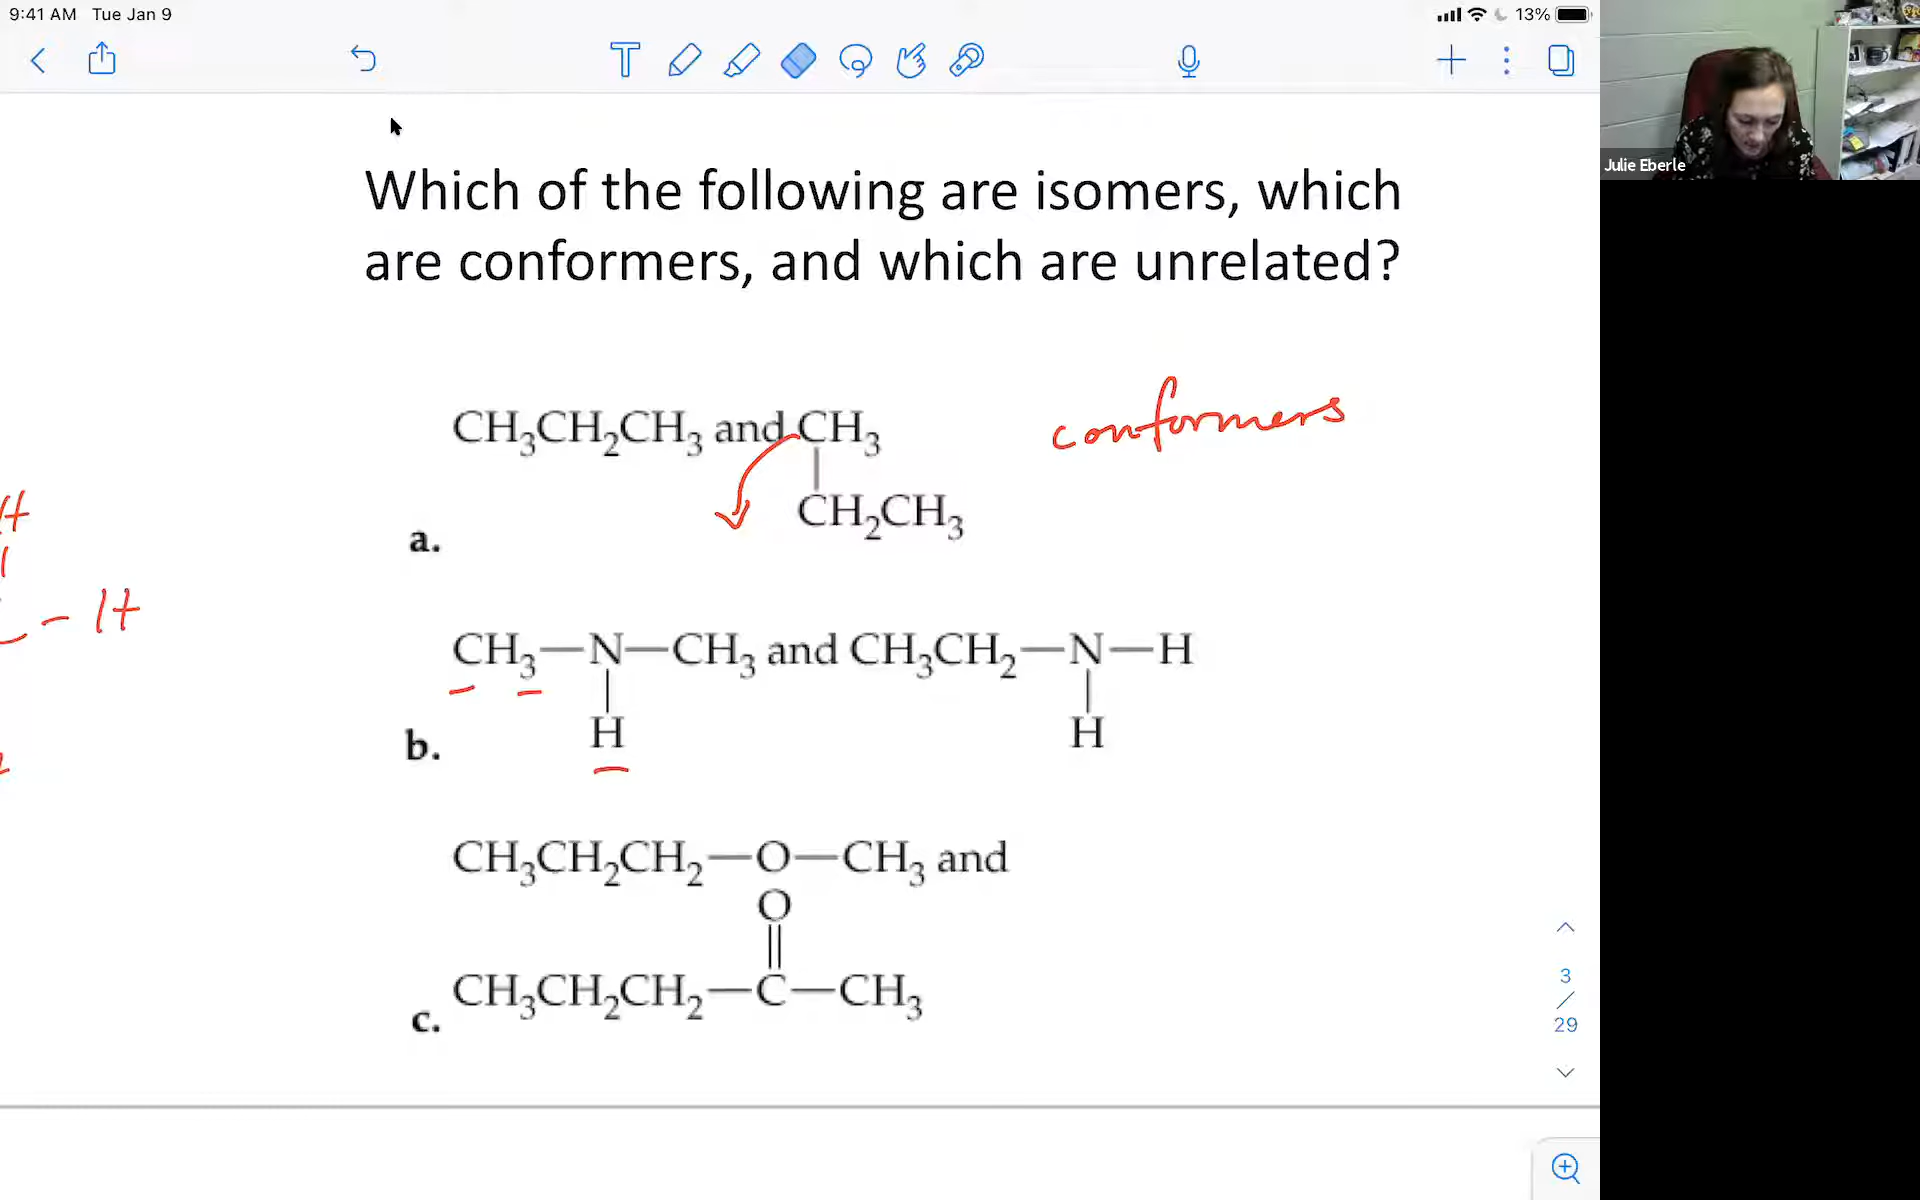 9:41 AM Tue Jan 9
13%
Julie Eberle
Which of the following are isomers, which
are conformers, and which are unrelated?
CH₃CH₂CH₃ and CH₃
conformers
CH₂CH₃
a.
H
- H
CH₃—N—CH₃ and CH₃CH₂—N—H
H H
b.
CH₃CH₂CH₂—O—CH₃ and
O
CH₃CH₂CH₂—C—CH₃
c.
3
/
29